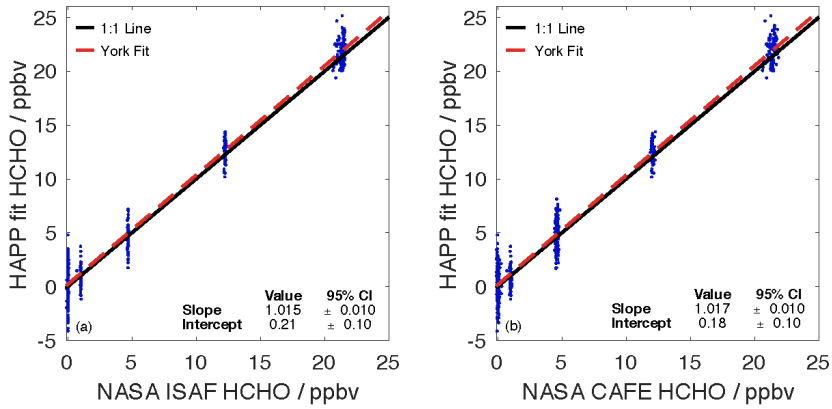 1:1 Line
York Fit
HAPP fit HCHO / ppbv
25
20
15
10
5
0
-5
Value 95% CI
Slope 1.015 ± 0.010
Intercept 0.21 ± 0.10
(a)
0 5 10 15 20 25
NASA ISAF HCHO / ppbv
1:1 Line
York Fit
HAPP fit HCHO / ppbv
25
20
15
10
5
0
-5
Value 95% CI
Slope 1.017 ± 0.010
Intercept 0.18 ± 0.10
(b)
0 5 10 15 20 25
NASA CAFE HCHO / ppbv